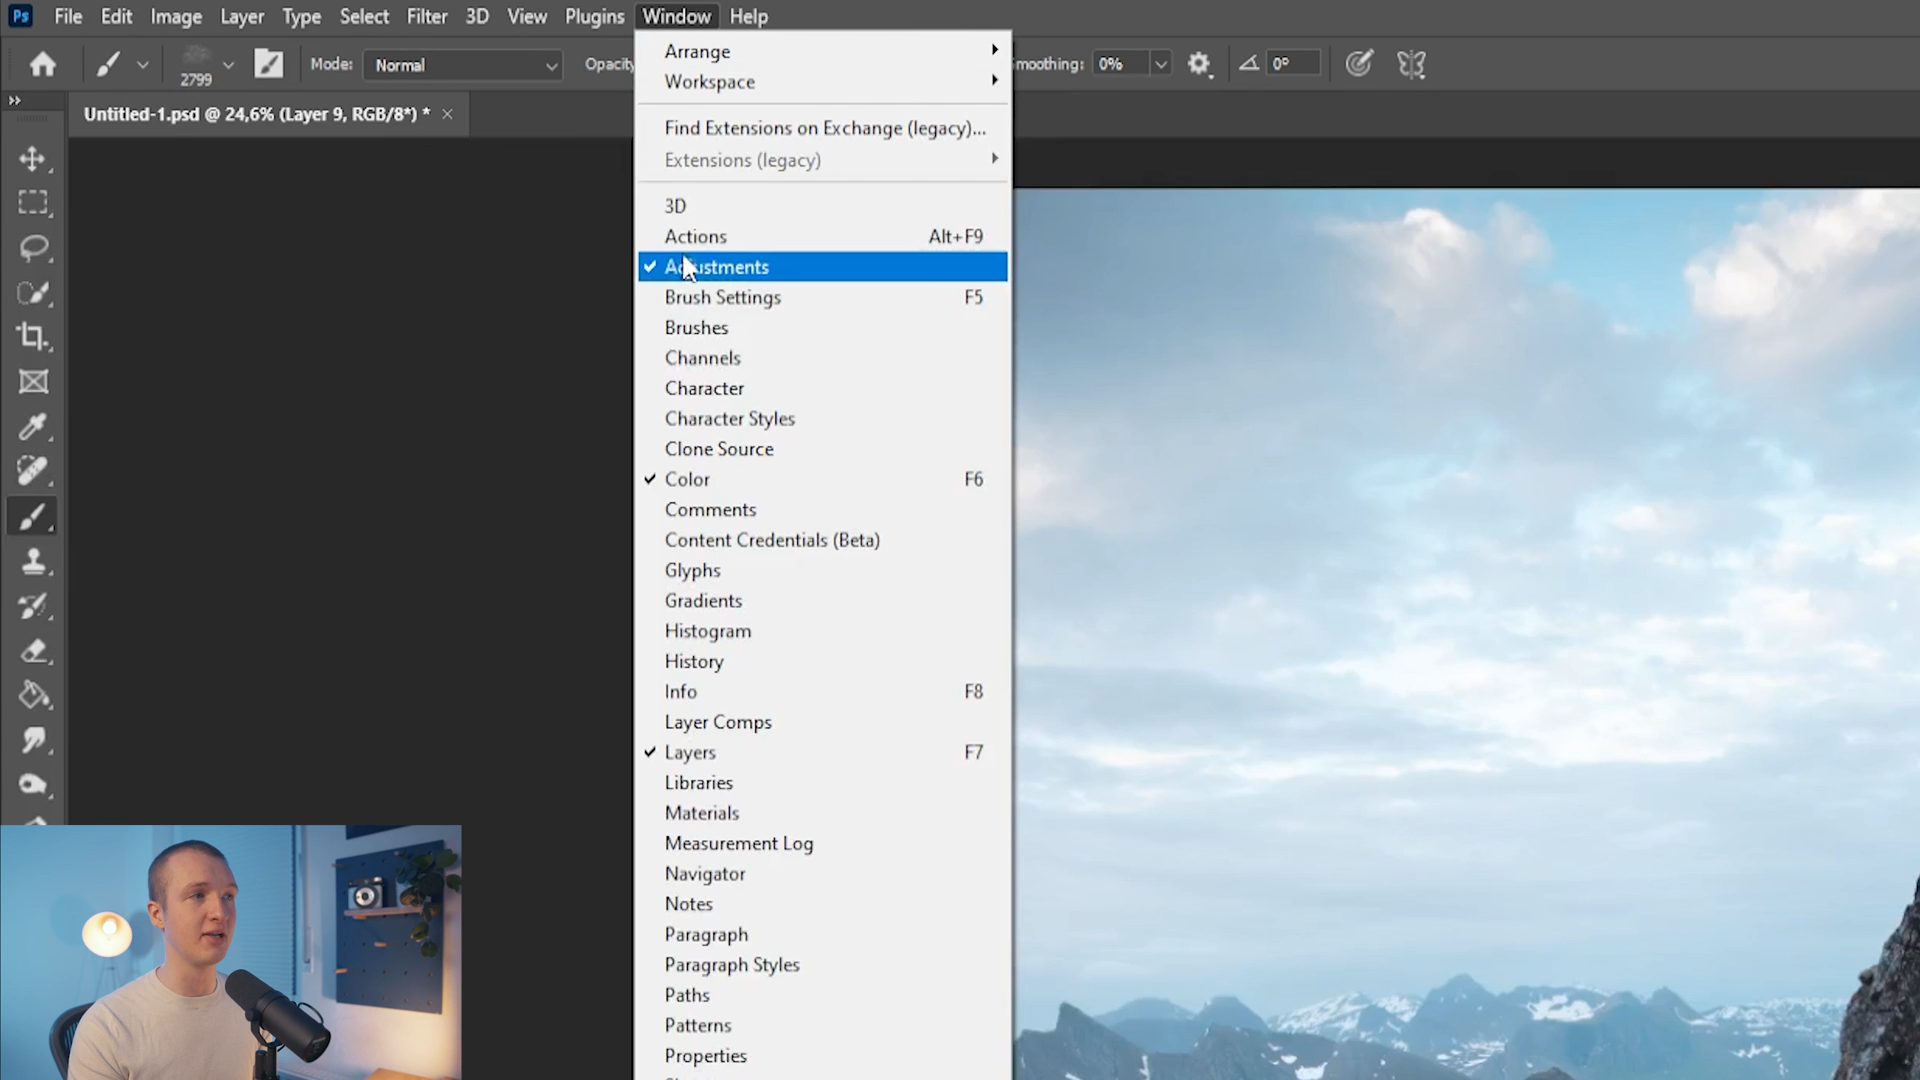 Ps File Edit Image Layer Type Select Filter 3D View Plugins Window Help
2799 Mode: Normal Opacity moothing: 0% 0°
Untitled-1.psd @ 24,6% (Layer 9, RGB/8*) * ×
Arrange
Workspace
Find Extensions on Exchange (legacy)...
Extensions (legacy)
3D
Actions Alt+F9
Adjustments
Brush Settings F5
Brushes
Channels
Character
Character Styles
Clone Source
Color F6
Comments
Content Credentials (Beta)
Glyphs
Gradients
Histogram
History
Info F8
Layer Comps
Layers F7
Libraries
Materials
Measurement Log
Navigator
Notes
Paragraph
Paragraph Styles
Paths
Patterns
Properties